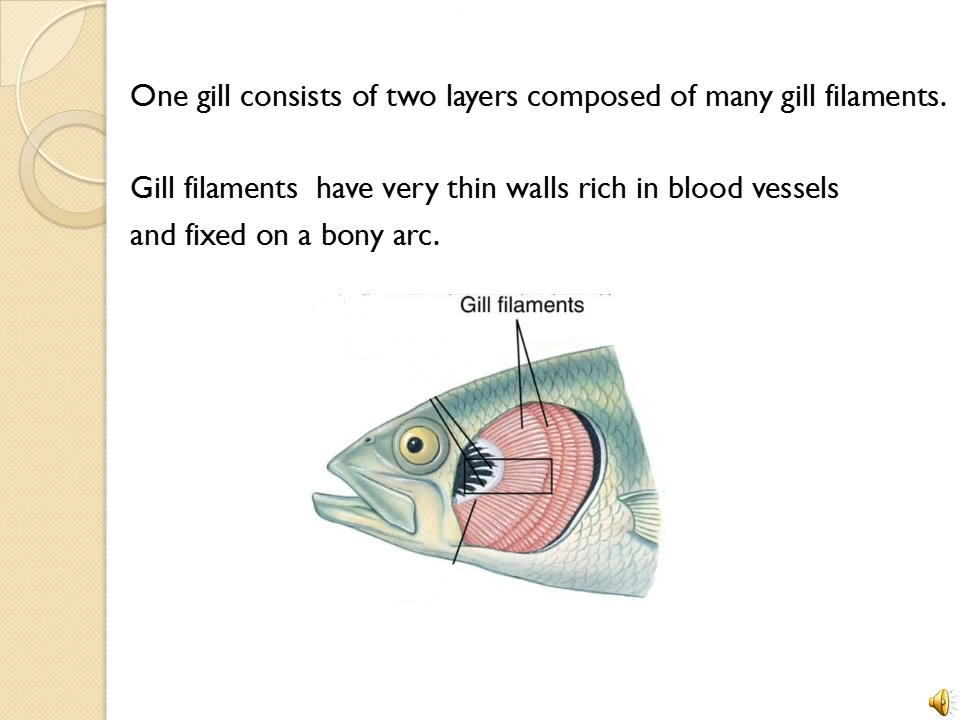 One gill consists of two layers composed of many gill filaments.
Gill filaments have very thin walls rich in blood vessels
and fixed on a bony arc.
Gill filaments